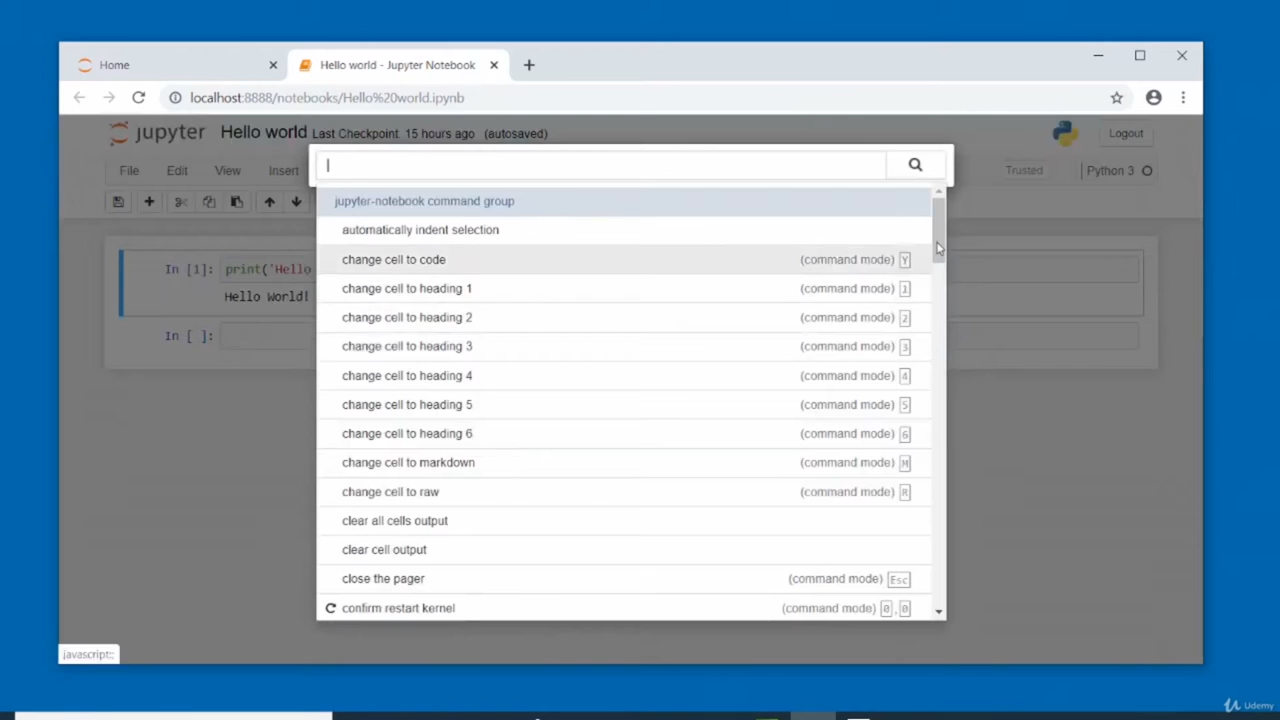 Home
Hello world - Jupyter Notebook
localhost:8888/notebooks/Hello%20world.ipynb
jupyter Hello world Last Checkpoint 15 hours ago (autosaved)
Logout
File Edit View Insert
Trusted
Python 3
jupyter-notebook command group
automatically indent selection
change cell to code (command mode) Y
change cell to heading 1 (command mode) 1
change cell to heading 2 (command mode) 2
change cell to heading 3 (command mode) 3
change cell to heading 4 (command mode) 4
change cell to heading 5 (command mode) 5
change cell to heading 6 (command mode) 6
change cell to markdown (command mode) M
change cell to raw (command mode) R
clear all cells output
clear cell output
close the pager (command mode) Esc
confirm restart kernel (command mode) 0,0
In [1]: print('Hello
Hello World!
In [ ]:
javascript:;
Udemy